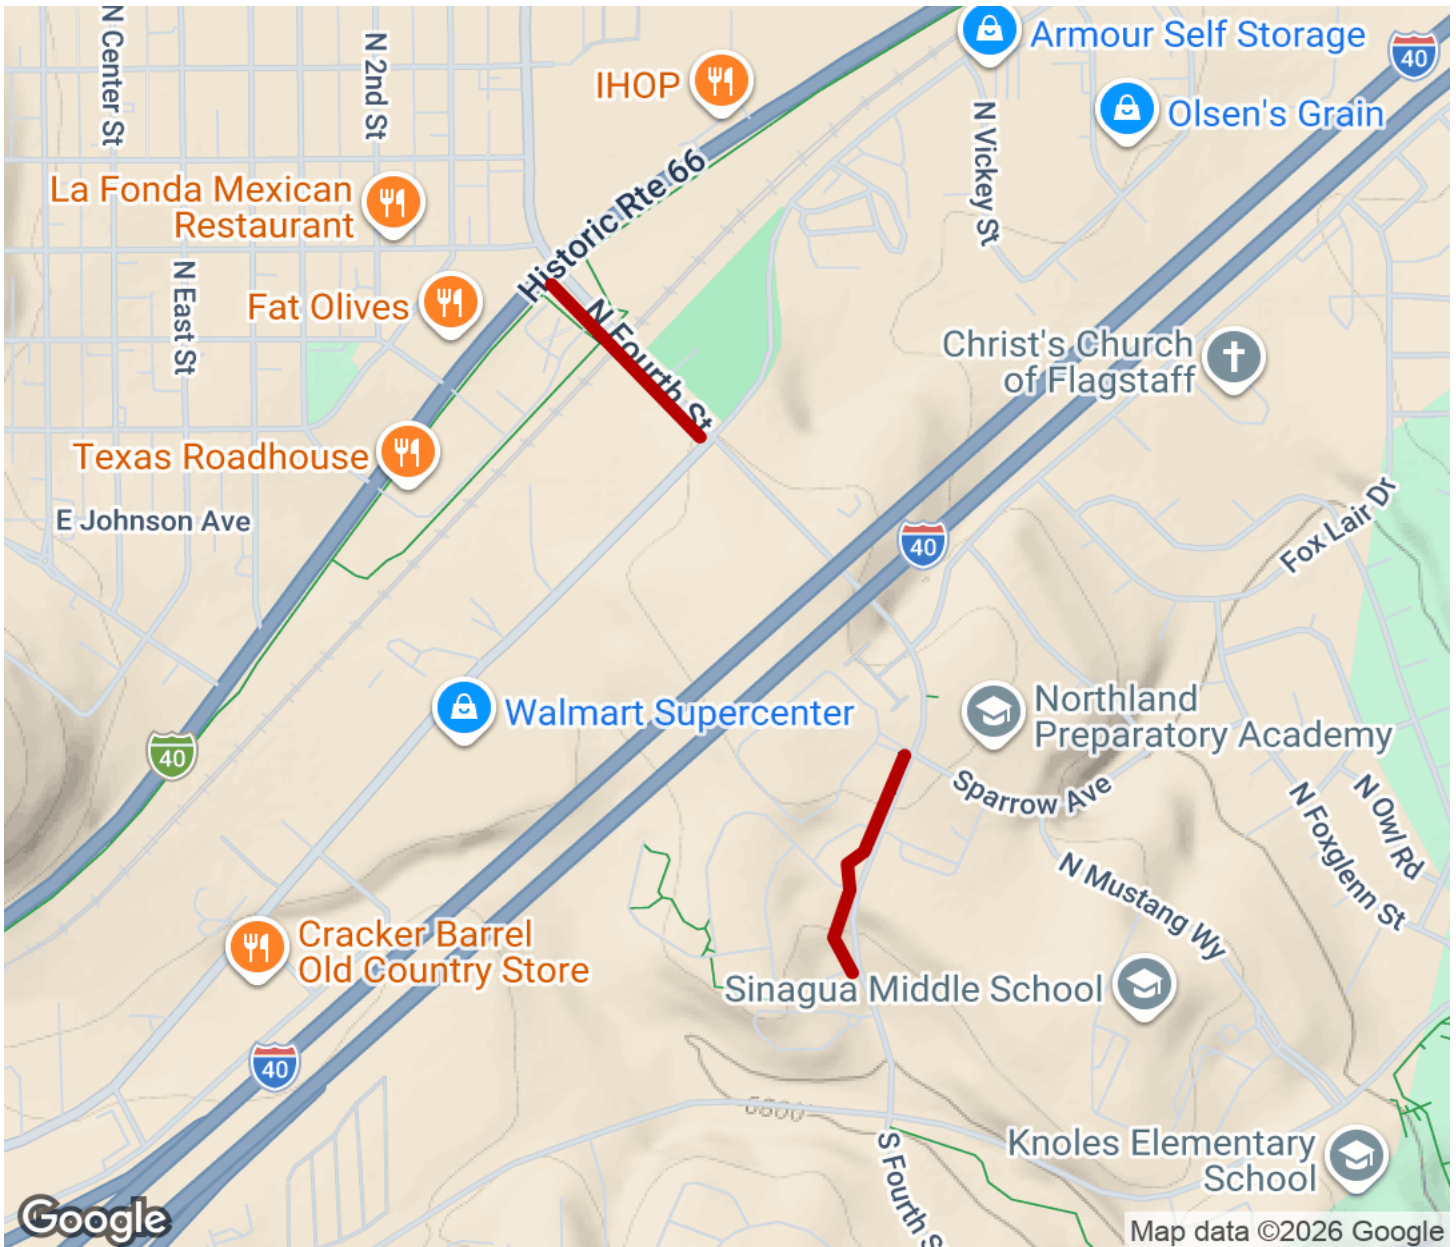 N Center St
N 2nd St
IHOP
Armour Self Storage
40
Olsen's Grain
N Vickey St
La Fonda Mexican
Restaurant
Historic Rte 66
N East St
Fat Olives
N Fourth St
Christ's Church
of Flagstaff
Texas Roadhouse
E Johnson Ave
40
Fox Lair Dr
Walmart Supercenter
Northland
Preparatory Academy
40
Sparrow Ave
N Owl Rd
N Foxglenn St
N Mustang Wy
Cracker Barrel
Old Country Store
Sinagua Middle School
40
6800
Knoles Elementary
School
S Fourth S
Google
Map data ©2026 Google